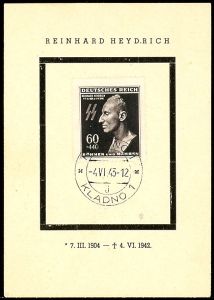 REINHARD HEYDRICH
DEUTSCHES REICH
60
+440
BÖHMEN UND MÄHREN
-4.VI.43-12
a
KLADNO 1
* 7. III. 1904 — † 4. VI. 1942.